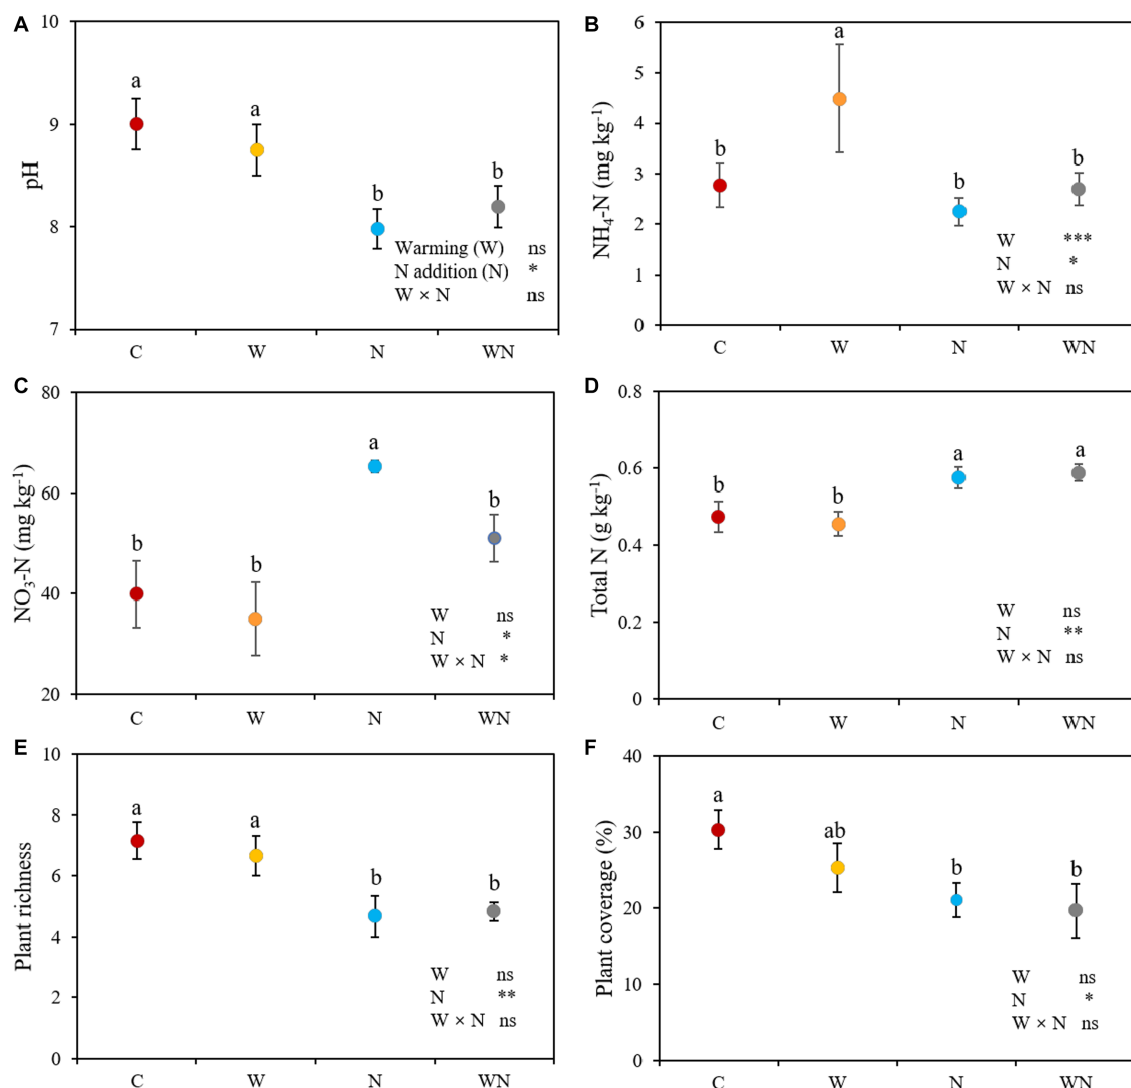 A
10
9
8
7
pH
a
a
b
b
Warming (W) ns
N addition (N) *
W × N ns
C W N WN
B
6
5
4
3
2
1
0
NH₄-N (mg kg⁻¹)
b
a
b
b
W ***
N *
W × N ns
C W N WN
C
80
60
40
20
NO₃-N (mg kg⁻¹)
b
b
a
b
W ns
N *
W × N *
C W N WN
D
0.8
0.6
0.4
0.2
0
Total N (g kg⁻¹)
b
b
a
a
W ns
N **
W × N ns
C W N WN
E
10
8
6
4
2
0
Plant richness
a
a
b
b
W ns
N **
W × N ns
C W N WN
F
40
30
20
10
0
Plant coverage (%)
a
ab
b
b
W ns
N *
W × N ns
C W N WN